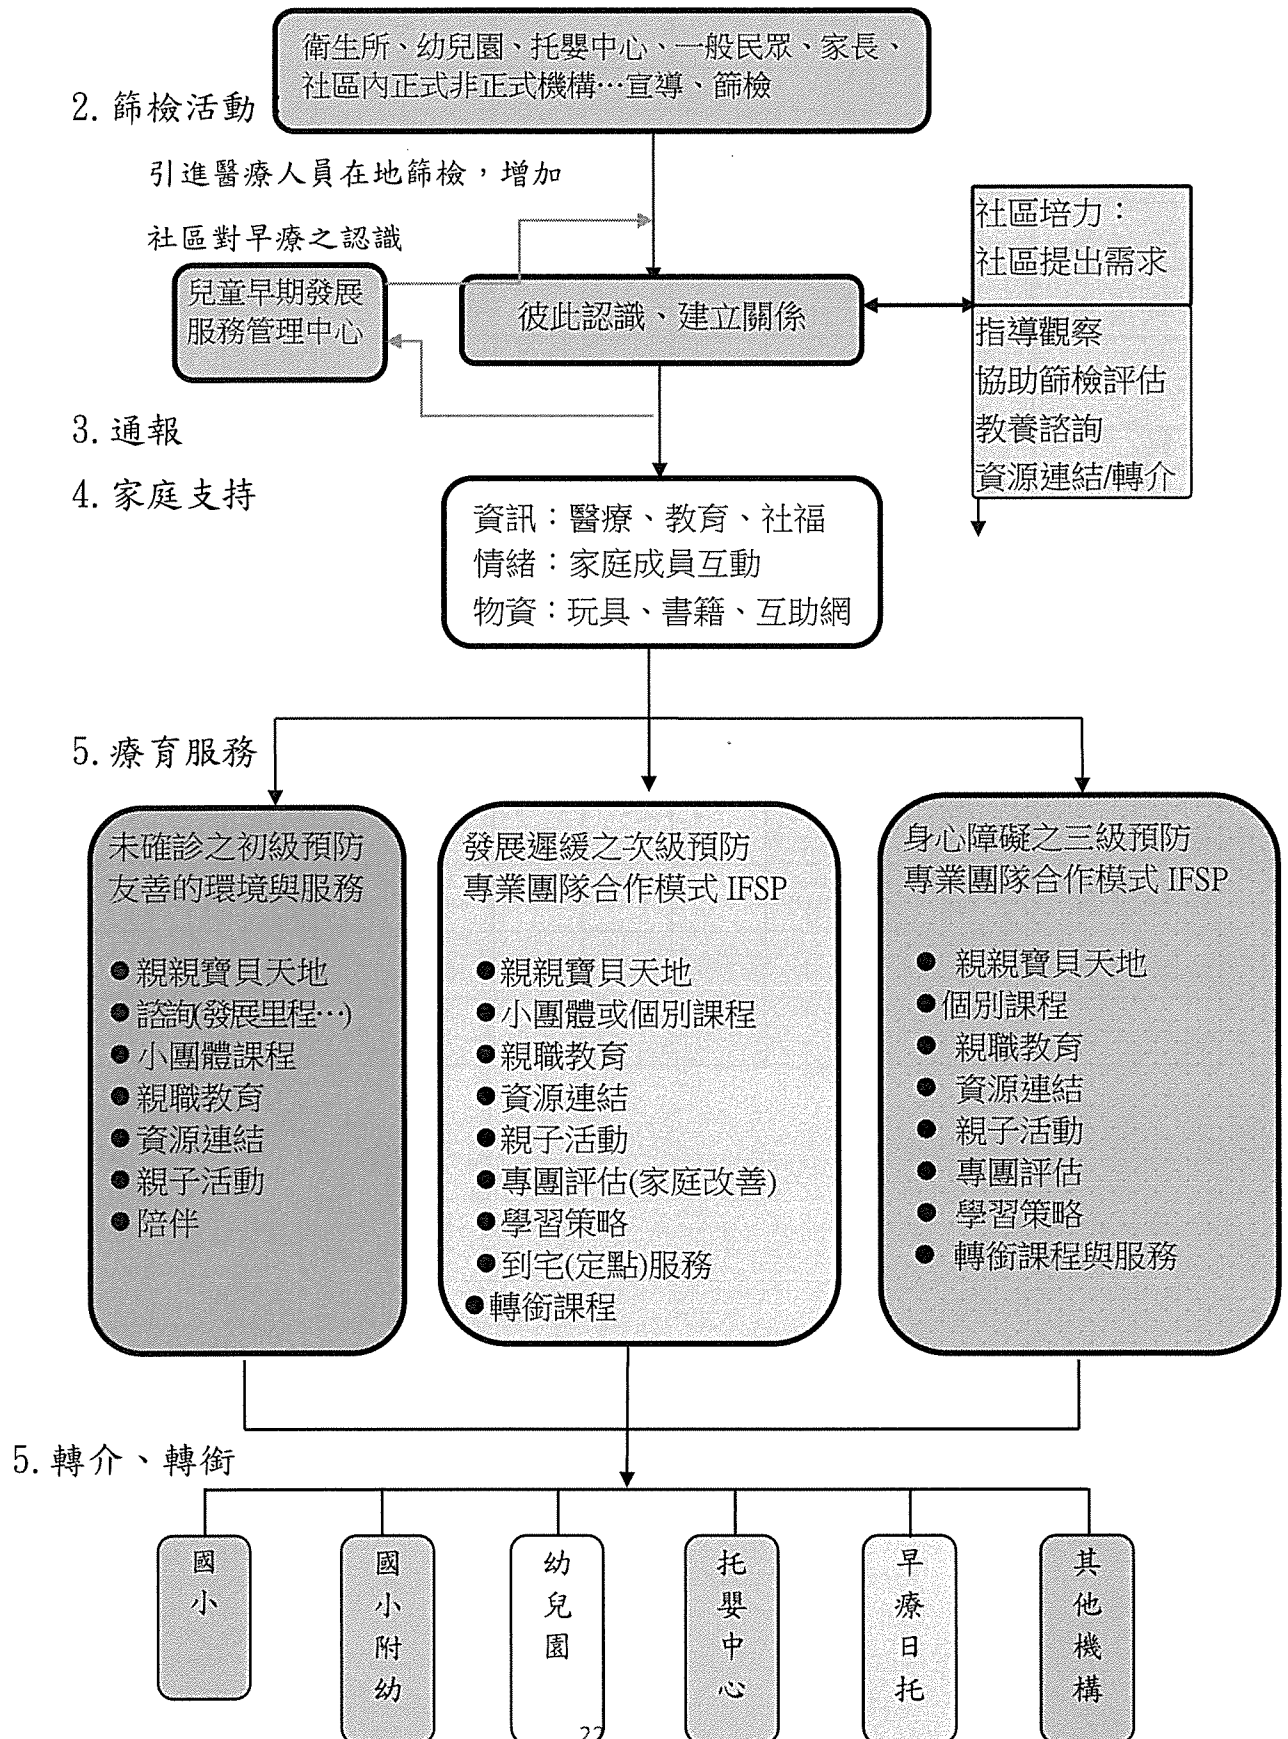 衛生所、幼兒園、托嬰中心、一般民眾、家長、
社區內正式非正式機構…宣導、篩檢
2. 篩檢活動
引進醫療人員在地篩檢，增加
社區對早療之認識
社區培力：
社區提出需求
指導觀察
協助篩檢評估
教養諮詢
資源連結/轉介
兒童早期發展
服務管理中心
彼此認識、建立關係
3. 通報
4. 家庭支持
資訊：醫療、教育、社福
情緒：家庭成員互動
物資：玩具、書籍、互助網
5. 療育服務
未確診之初級預防
友善的環境與服務
●親親寶貝天地
●諮詢(發展里程…)
●小團體課程
●親職教育
●資源連結
●親子活動
●陪伴
發展遲緩之次級預防
專業團隊合作模式 IFSP
●親親寶貝天地
●小團體或個別課程
●親職教育
●資源連結
●親子活動
●專團評估(家庭改善)
●學習策略
●到宅(定點)服務
●轉銜課程
身心障礙之三級預防
專業團隊合作模式 IFSP
● 親親寶貝天地
●個別課程
● 親職教育
● 資源連結
● 親子活動
● 專團評估
● 學習策略
● 轉銜課程與服務
5. 轉介、轉銜
國小
國小附幼
幼兒園
托嬰中心
早療日托
其他機構
22